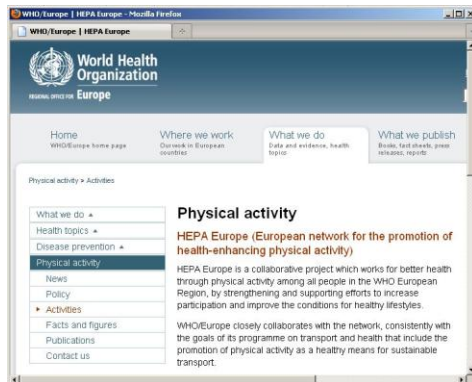 WHO/Europe | HEPA Europe - Mozilla Firefox
WHO/Europe | HEPA Europe
World Health
Organization
REGIONAL OFFICE FOR Europe
Home
WHO/Europe home page
Where we work
Our work in European
countries
What we do
Data and evidence, health
topics
What we publish
Books, fact sheets, press
releases, reports
Physical activity > Activities
What we do
Health topics
Disease prevention
Physical activity
News
Policy
Activities
Facts and figures
Publications
Contact us
Physical activity
HEPA Europe (European network for the promotion of
health-enhancing physical activity)
HEPA Europe is a collaborative project which works for better health
through physical activity among all people in the WHO European
Region, by strengthening and supporting efforts to increase
participation and improve the conditions for healthy lifestyles.
WHO/Europe closely collaborates with the network, consistently with
the goals of its programme on transport and health that include the
promotion of physical activity as a healthy means for sustainable
transport.